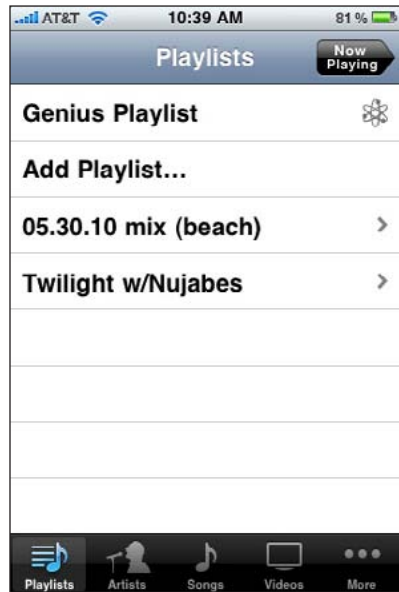 AT&T 10:39 AM 81%
Playlists
Now
Playing
Genius Playlist
Add Playlist...
05.30.10 mix (beach)
Twilight w/Nujabes
Playlists Artists Songs Videos More